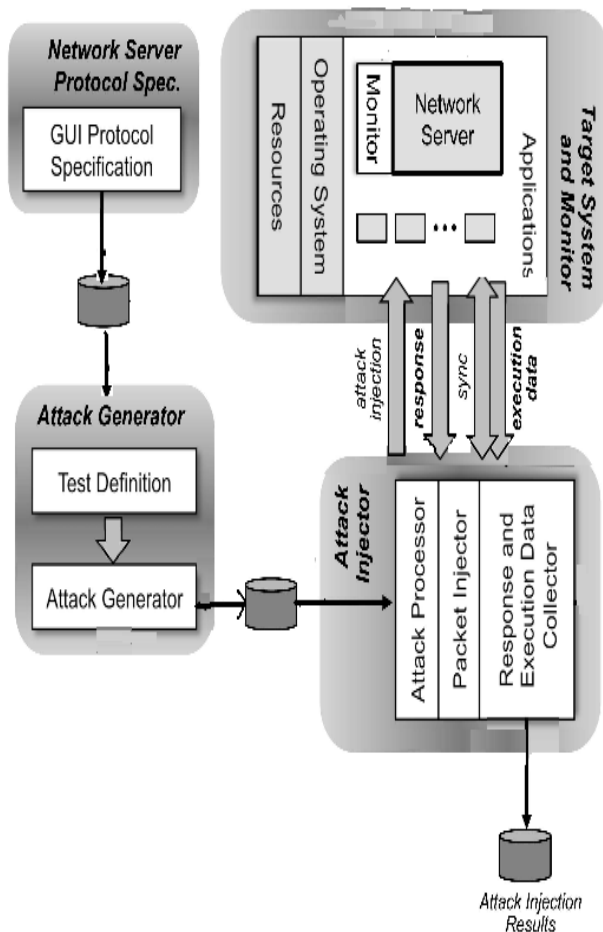 Network Server
Protocol Spec.
GUI Protocol
Specification
Attack Generator
Test Definition
Attack Generator
Target System
and Monitor
Resources
Operating System
Monitor
Network
Server
...
Applications
attack
injection
response
sync
execution
data
Attack
Injector
Attack Processor
Packet Injector
Response and
Execution Data
Collector
Attack Injection
Results